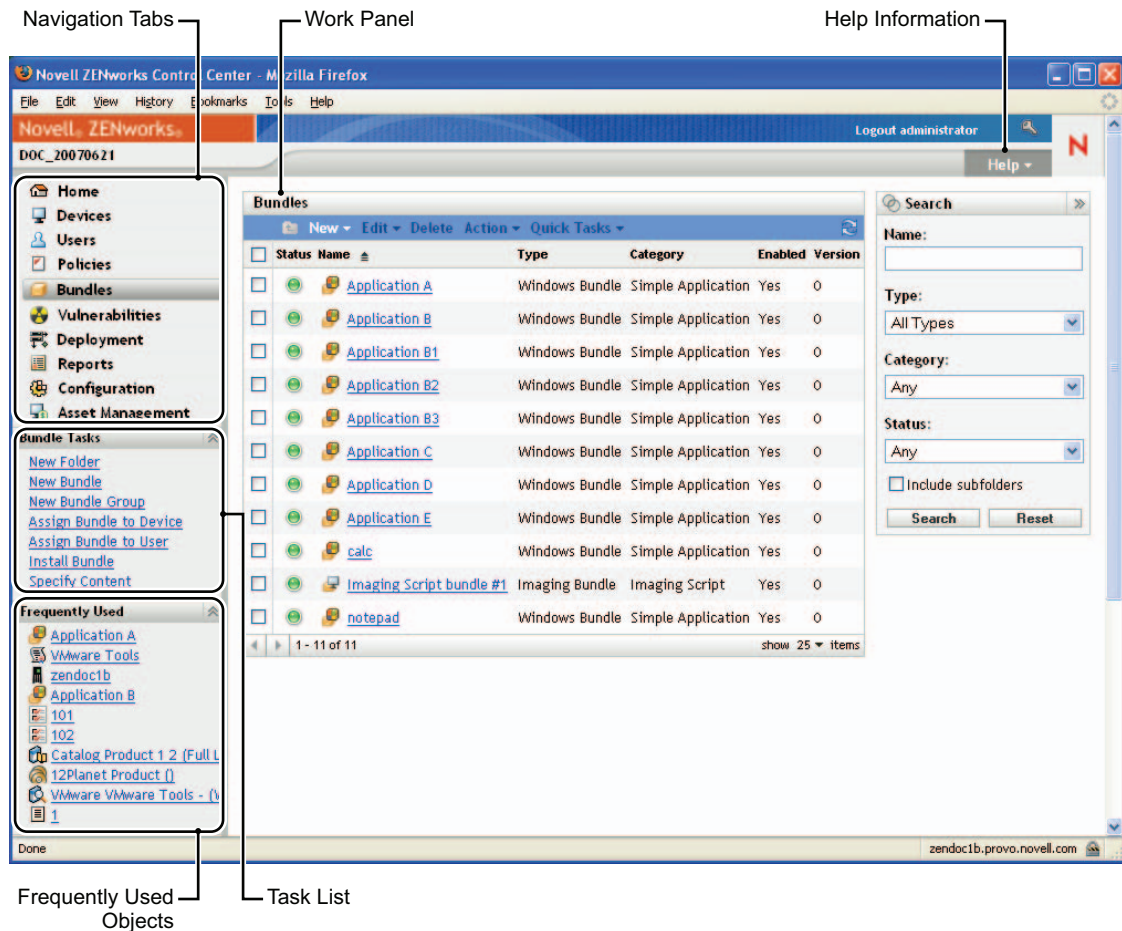 Navigation Tabs
Work Panel
Help Information
Novell ZENworks Control Center - Mozilla Firefox
File Edit View History Bookmarks Tools Help
Novell® ZENworks®
Logout administrator
N
DOC_20070621
Help
Home
Devices
Users
Policies
Bundles
Vulnerabilities
Deployment
Reports
Configuration
Asset Management
Bundle Tasks
New Folder
New Bundle
New Bundle Group
Assign Bundle to Device
Assign Bundle to User
Install Bundle
Specify Content
Frequently Used
Application A
VMware Tools
zendoc1b
Application B
101
102
Catalog Product 1 2 (Full L
12Planet Product ()
VMware VMware Tools - (V
1
Bundles
New Edit Delete Action Quick Tasks
Status Name Type Category Enabled Version
Application A Windows Bundle Simple Application Yes 0
Application B Windows Bundle Simple Application Yes 0
Application B1 Windows Bundle Simple Application Yes 0
Application B2 Windows Bundle Simple Application Yes 0
Application B3 Windows Bundle Simple Application Yes 0
Application C Windows Bundle Simple Application Yes 0
Application D Windows Bundle Simple Application Yes 0
Application E Windows Bundle Simple Application Yes 0
calc Windows Bundle Simple Application Yes 0
Imaging Script bundle #1 Imaging Bundle Imaging Script Yes 0
notepad Windows Bundle Simple Application Yes 0
1 - 11 of 11 show 25 items
Search
Name:
Type:
All Types
Category:
Any
Status:
Any
Include subfolders
Search Reset
Done
zendoc1b.provo.novell.com
Frequently Used
Objects
Task List